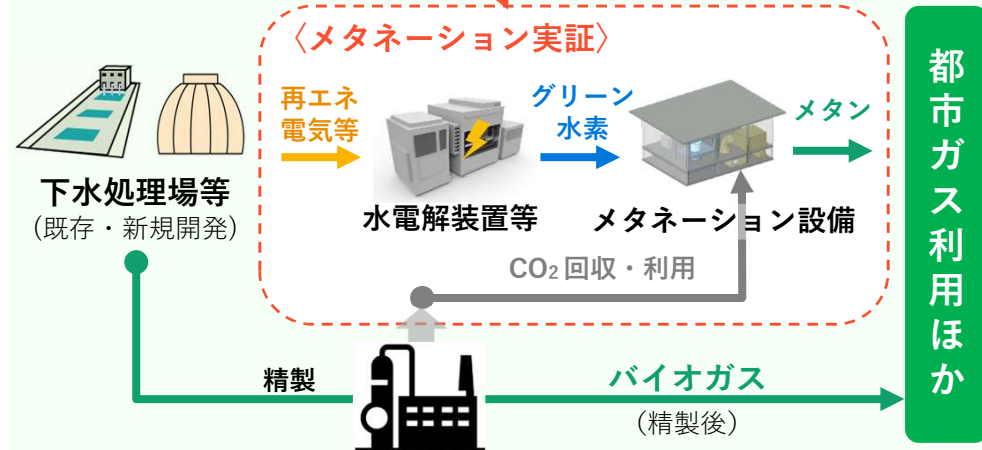 〈メタネーション実証〉
再エネ
電気等
グリーン
水素
メタン
下水処理場等
(既存・新規開発)
水電解装置等
メタネーション設備
CO₂回収・利用
精製
バイオガス
(精製後)
都市ガス利用ほか